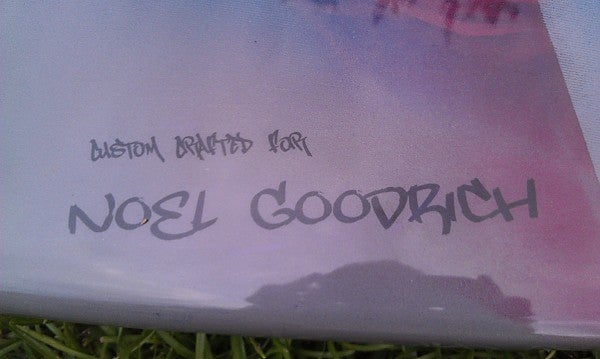 CUSTOM CRAFTED FOR
NOEL GOODRICH